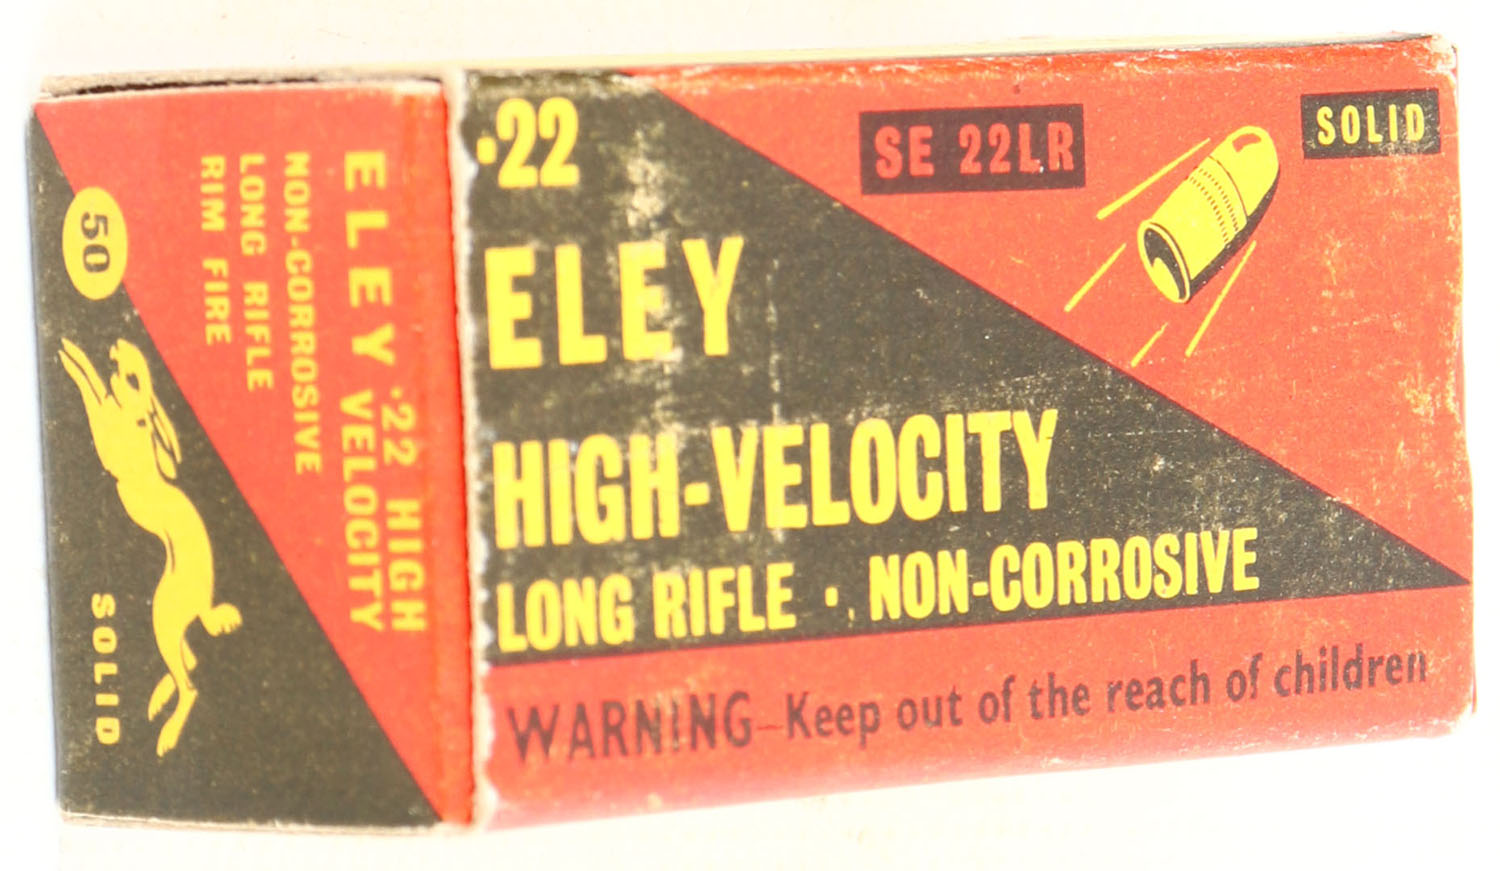 ·22
ELEY
HIGH-VELOCITY
LONG RIFLE · NON-CORROSIVE
WARNING-Keep out of the reach of children
SE 22LR
SOLID
ELEY ·22 HIGH
VELOCITY
NON-CORROSIVE
LONG RIFLE
RIM FIRE
50
SOLID